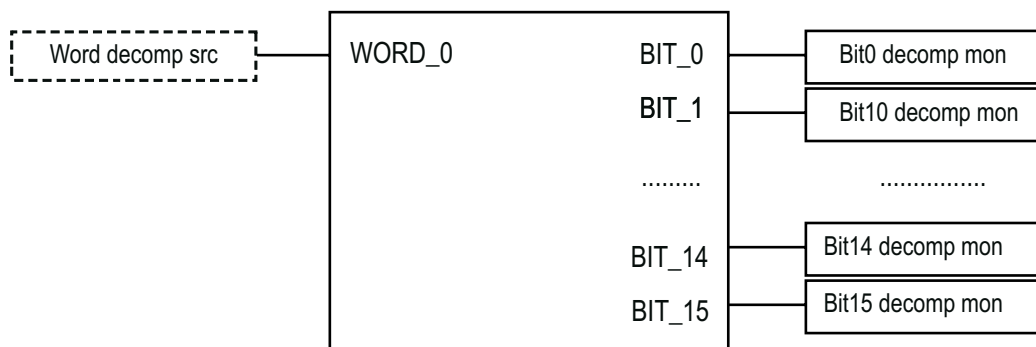 Word decomp src WORD_0 BIT_0 Bit0 decomp mon
BIT_1 Bit10 decomp mon
......... ................
BIT_14 Bit14 decomp mon
BIT_15 Bit15 decomp mon